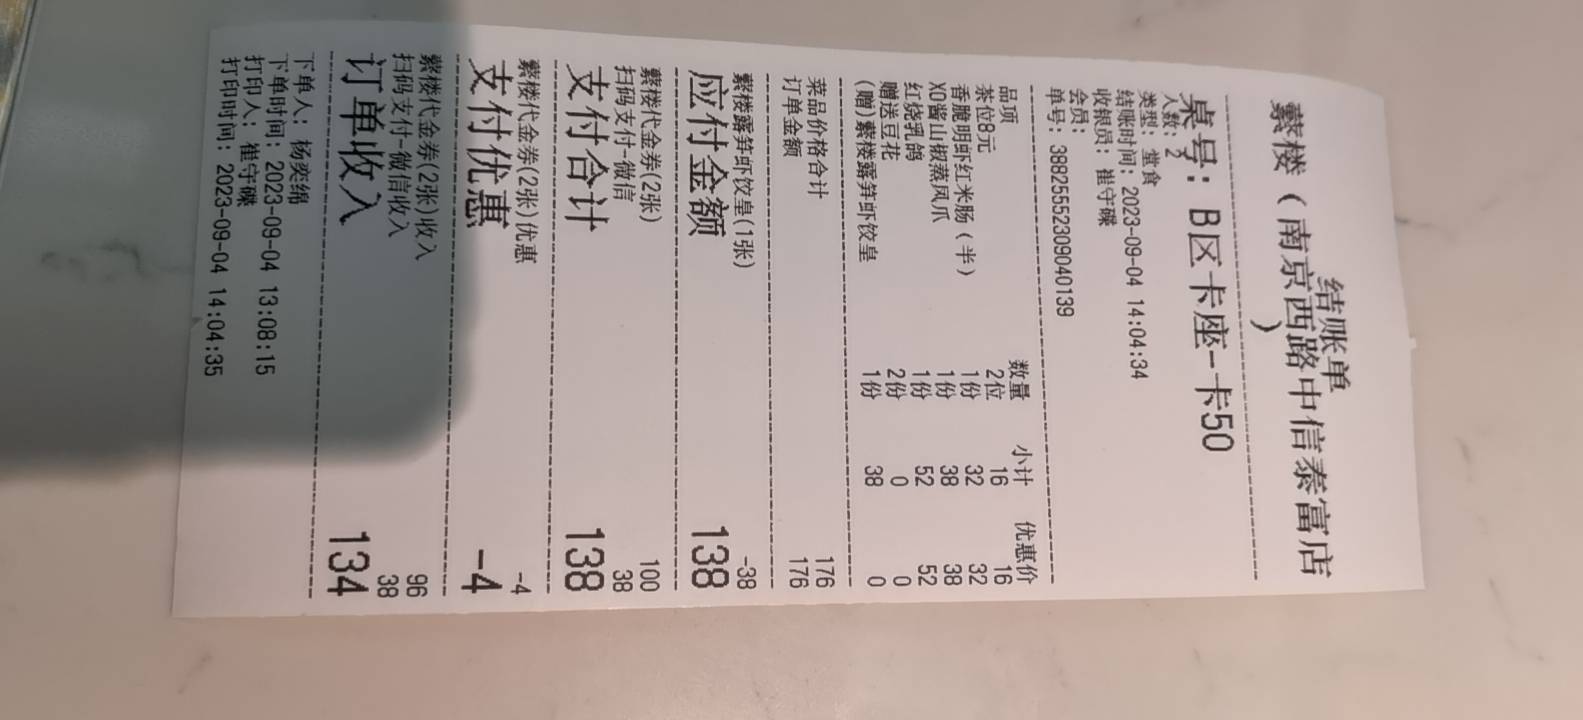 结账单
蘩楼（南京西路中信泰富店
）
桌号: B区卡座-卡50
人数: 2
类型: 堂食
结账时间: 2023-09-04 14:04:34
收银员: 崔守碟
会员:
单号: 38825552309040139
品项 数量 小计 优惠价
茶位8元 2位 16 16
香脆明虾红米肠（半） 1份 32 32
XO酱山椒蒸凤爪 1份 38 38
红烧乳鸽 1份 52 52
赠送豆花 2份 0 0
(赠)蘩楼露笋虾饺皇 1份 38 0
菜品价格合计 176
订单金额 176
蘩楼露笋虾饺皇(1张) -38
应付金额 138
蘩楼代金券(2张) 100
扫码支付-微信 38
支付合计 138
蘩楼代金券(2张)优惠 -4
支付优惠 -4
蘩楼代金券(2张)收入 96
扫码支付-微信收入 38
订单收入 134
下单人: 杨奕绵
下单时间: 2023-09-04 13:08:15
打印人: 崔守碟
打印时间: 2023-09-04 14:04:35